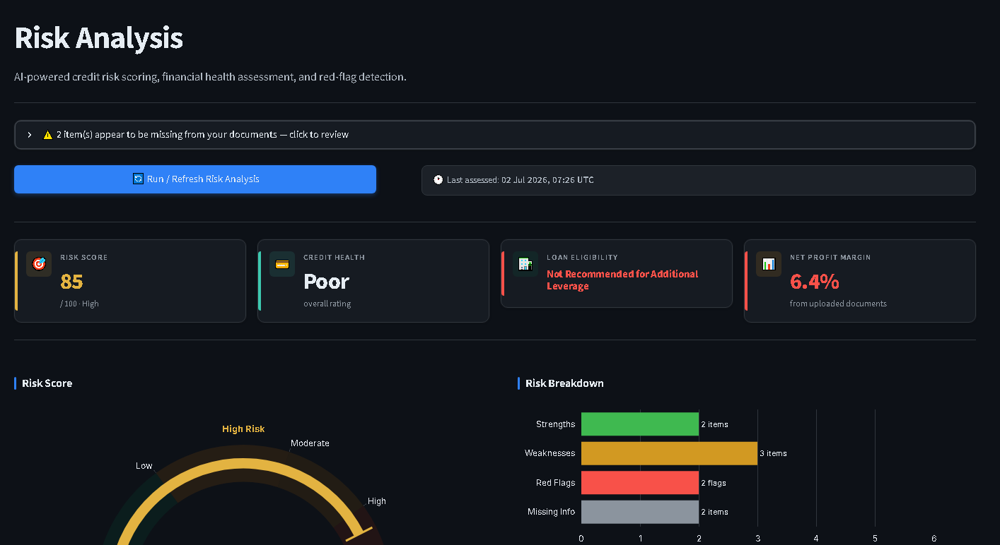 Risk Analysis
AI-powered credit risk scoring, financial health assessment, and red-flag detection.
2 item(s) appear to be missing from your documents — click to review
Run / Refresh Risk Analysis
Last assessed: 02 Jul 2026, 07:26 UTC
RISK SCORE
85
/ 100 · High
CREDIT HEALTH
Poor
overall rating
LOAN ELIGIBILITY
Not Recommended for Additional
Leverage
NET PROFIT MARGIN
6.4%
from uploaded documents
Risk Score
High Risk
Low
Moderate
High
Risk Breakdown
Strengths
2 items
Weaknesses
3 items
Red Flags
2 flags
Missing Info
2 items
0 1 2 3 4 5 6